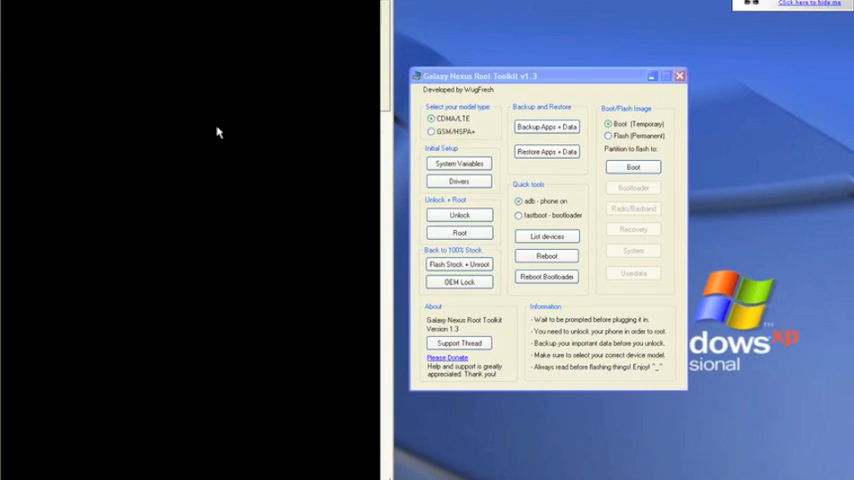 Click here to hide me
Galaxy Nexus Root Toolkit v1.3
Developed by WugFresh
Select your model type:
CDMA/LTE
GSM/HSPA+
Initial Setup
System Variables
Drivers
Unlock + Root
Unlock
Root
Back to 100% Stock
Flash Stock + Unroot
OEM Lock
About
Galaxy Nexus Root Toolkit
Version 1.3
Support Thread
Please Donate
Help and support is greatly
appreciated. Thank you!
Backup and Restore
Backup Apps + Data
Restore Apps + Data
Quick tools
adb - phone on
fastboot - bootloader
List devices
Reboot
Reboot Bootloader
Boot/Flash Image
Boot (Temporary)
Flash (Permanent)
Partition to flash to:
Boot
Bootloader
Radio/Baseband
Recovery
System
Userdata
Information
- Wait to be prompted before plugging it in.
- You need to unlock your phone in order to root.
- Backup your important data before you unlock.
- Make sure to select your correct device model.
- Always read before flashing things! Enjoy! ^_^
dows xp
sional